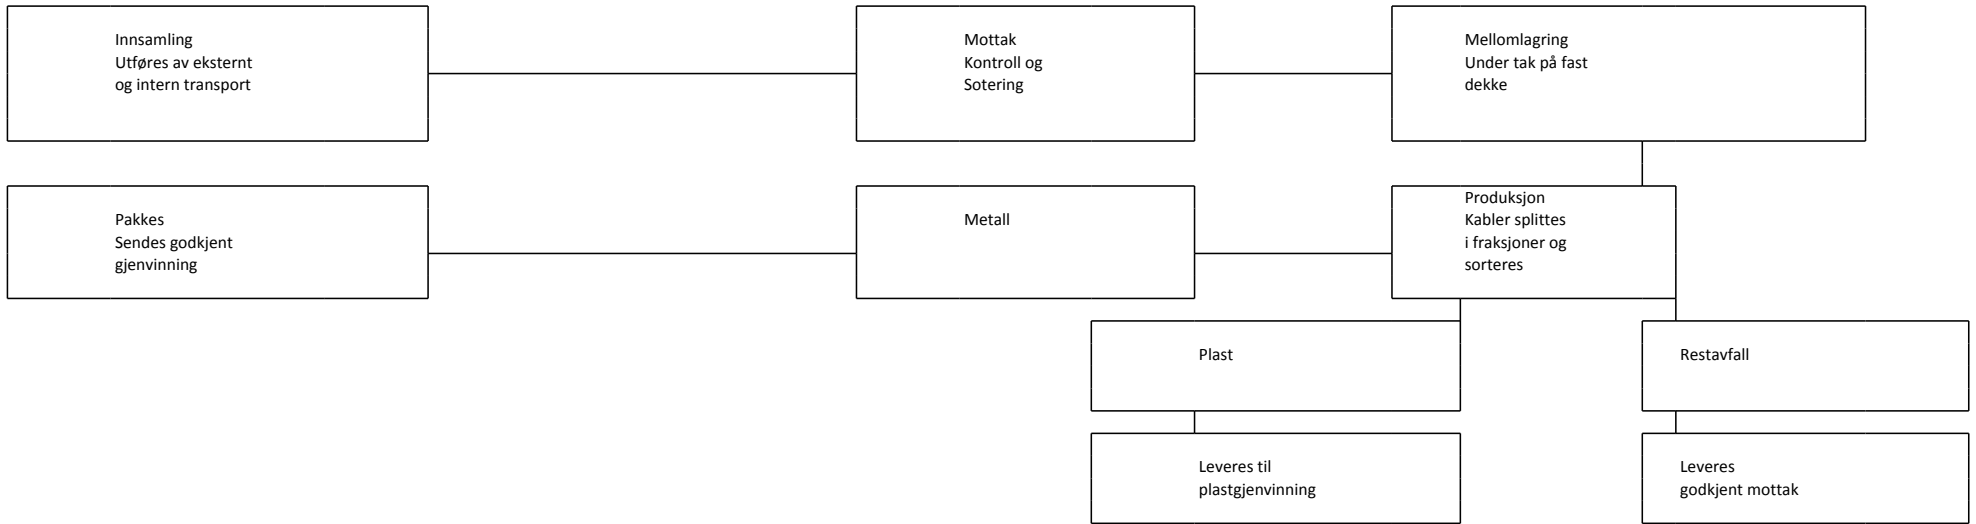 Innsamling
Utføres av eksternt
og intern transport
Mottak
Kontroll og
Sotering
Mellomlagring
Under tak på fast
dekke
Pakkes
Sendes godkjent
gjenvinning
Metall
Produksjon
Kabler splittes
i fraksjoner og
sorteres
Plast
Restavfall
Leveres til
plastgjenvinning
Leveres
godkjent mottak